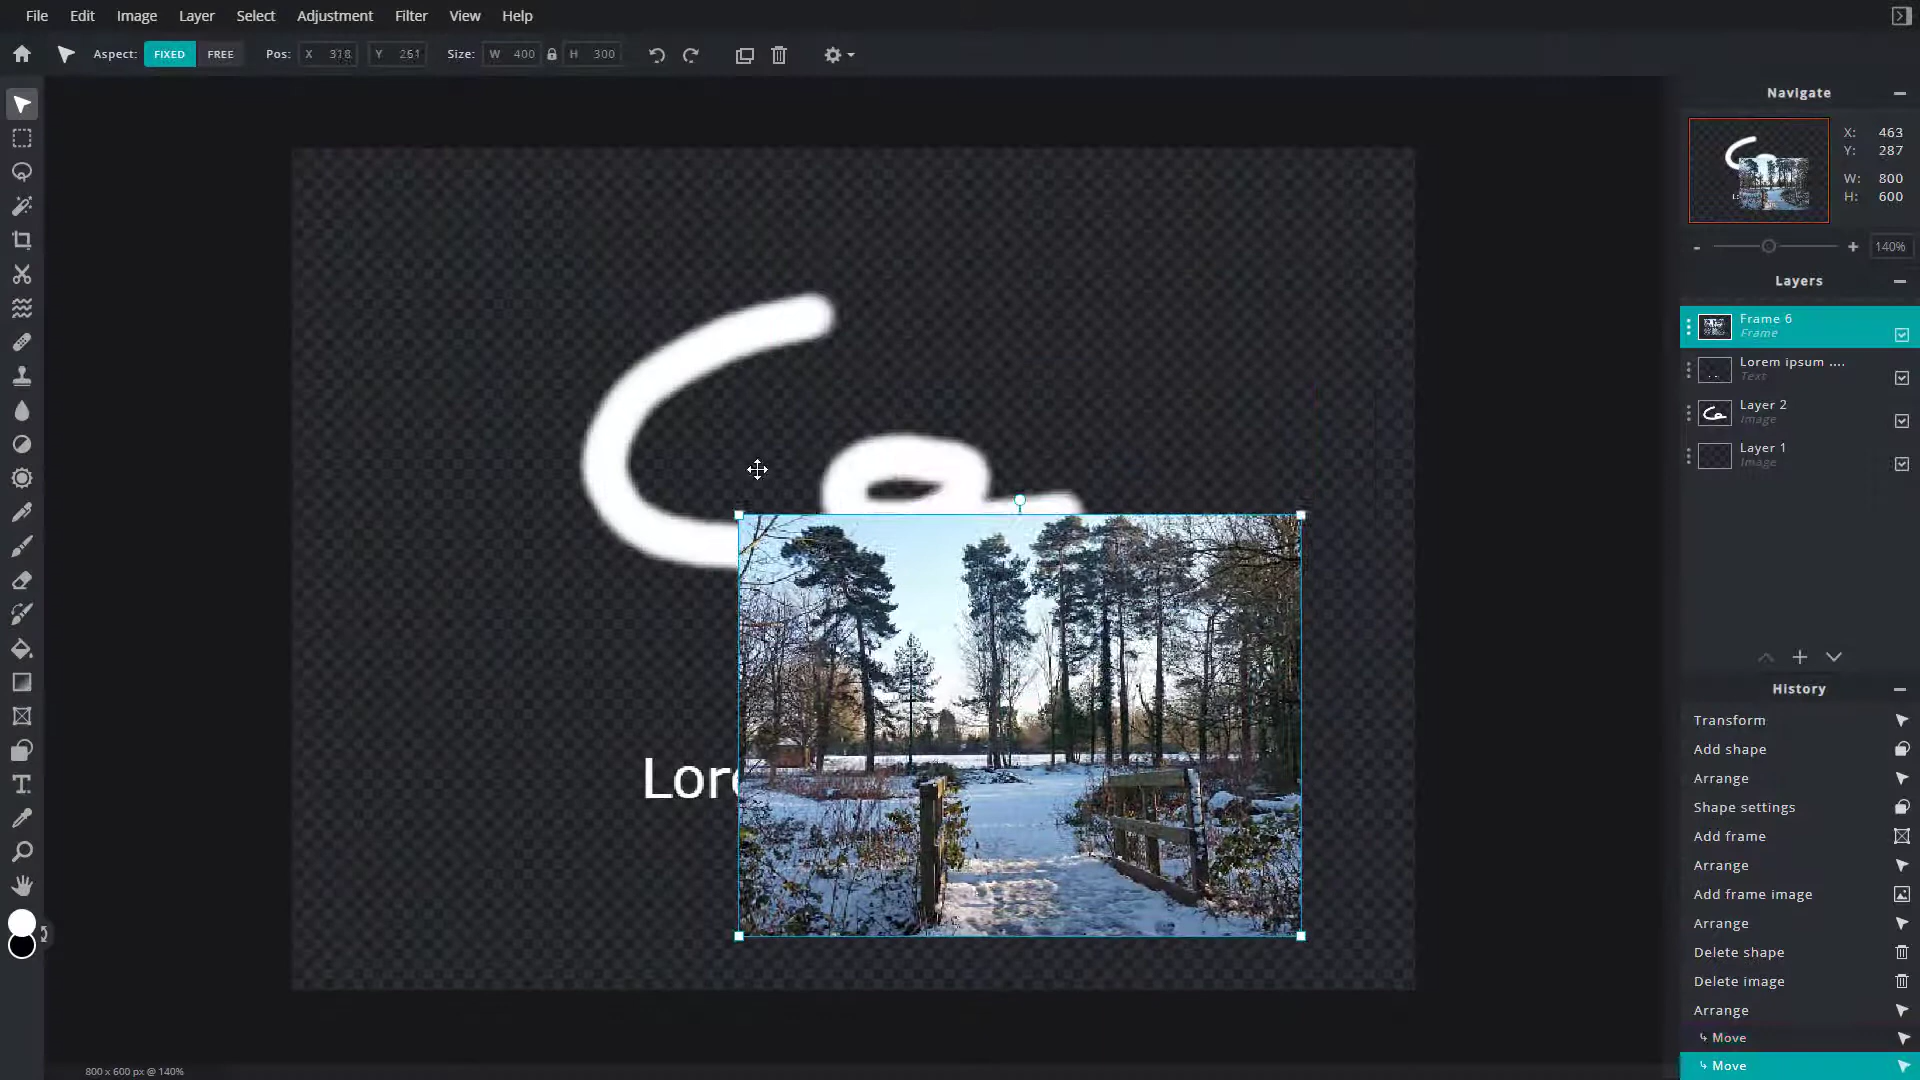 File Edit Image Layer Select Adjustment Filter View Help
Aspect: FIXED FREE Pos: X 318 Y 251 Size: W 400 H 300
Navigate
X: 463
Y: 287
W: 800
H: 600
- + 140%
Layers
Frame 6
Frame
Lorem ipsum ....
Text
Layer 2
Image
Layer 1
Image
Lore
History
Transform
Add shape
Arrange
Shape settings
Add frame
Arrange
Add frame image
Arrange
Delete shape
Delete image
Arrange
Move
Move
800 x 600 px @ 140%